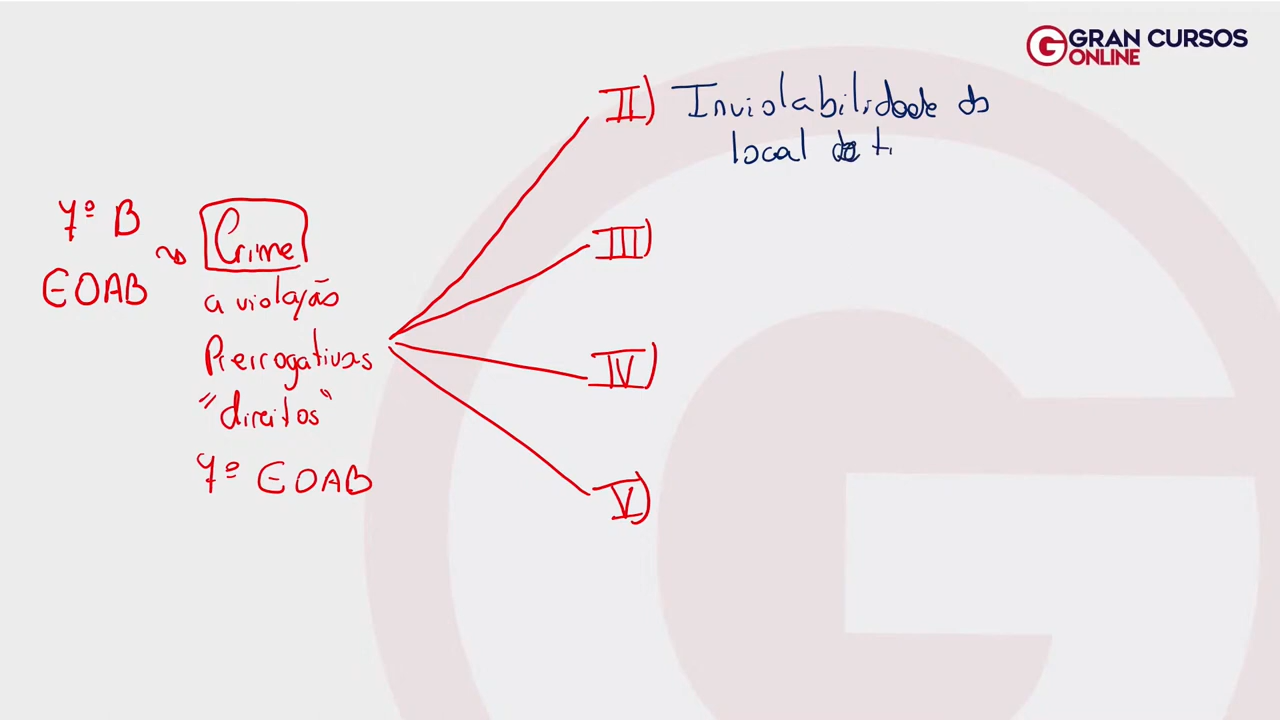 GRAN CURSOS
ONLINE
7º B
EOAB
Crime
a violação
Prerrogativas
"direitos"
7º EOAB
II) Inviolabilidade do
local de t
III)
IV)
V)